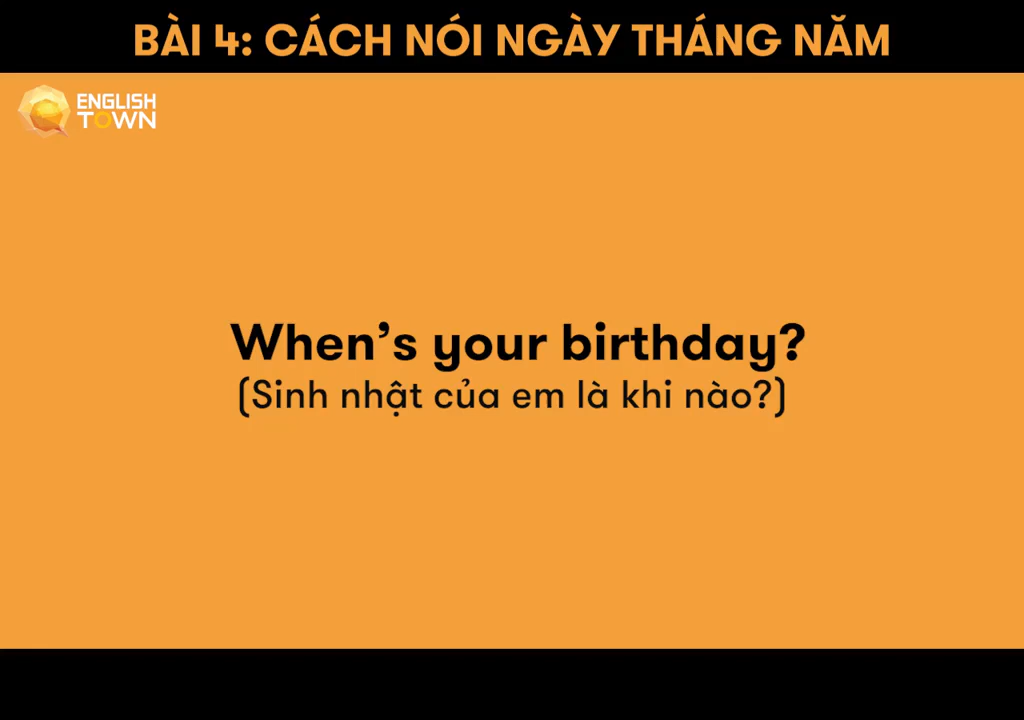 BÀI 4: CÁCH NÓI NGÀY THÁNG NĂM
ENGLISH
TOWN
When's your birthday?
(Sinh nhật của em là khi nào?)